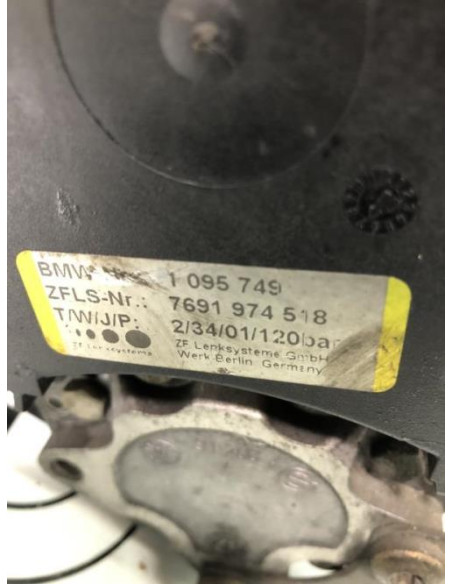 BMW-Nr.: 1 095 749
ZFLS-Nr.: 7691 974 518
T/W/J/P: 2/34/01/120bar
ZF Lenksysteme
ZF Lenksysteme GmbH
Werk Berlin, Germany